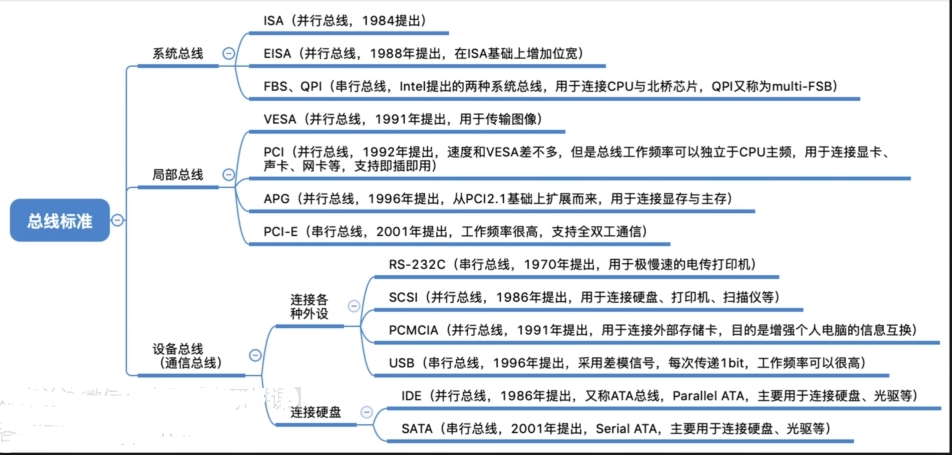 总线标准
系统总线
ISA（并行总线，1984提出）
EISA（并行总线，1988年提出，在ISA基础上增加位宽）
FBS、QPI（串行总线，Intel提出的两种系统总线，用于连接CPU与北桥芯片，QPI又称为multi-FSB）
局部总线
VESA（并行总线，1991年提出，用于传输图像）
PCI（并行总线，1992年提出，速度和VESA差不多，但是总线工作频率可以独立于CPU主频，用于连接显卡、
声卡、网卡等，支持即插即用）
APG（并行总线，1996年提出，从PCI2.1基础上扩展而来，用于连接显存与主存）
PCI-E（串行总线，2001年提出，工作频率很高，支持全双工通信）
设备总线
（通信总线）
连接各
种外设
RS-232C（串行总线，1970年提出，用于极慢速的电传打印机）
SCSI（并行总线，1986年提出，用于连接硬盘、打印机、扫描仪等）
PCMCIA（并行总线，1991年提出，用于连接外部存储卡，目的是增强个人电脑的信息互换）
USB（串行总线，1996年提出，采用差模信号，每次传递1bit，工作频率可以很高）
连接硬盘
IDE（并行总线，1986年提出，又称ATA总线，Parallel ATA，主要用于连接硬盘、光驱等）
SATA（串行总线，2001年提出，Serial ATA，主要用于连接硬盘、光驱等）